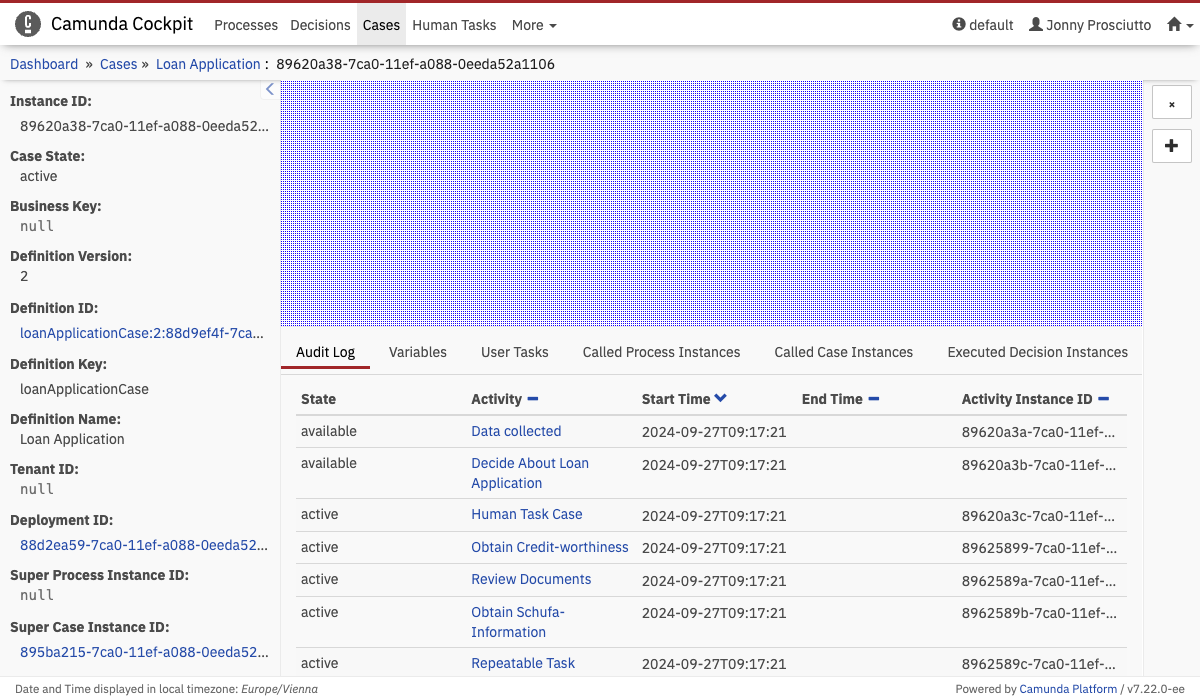 Camunda Cockpit Processes Decisions Cases Human Tasks More default Jonny Prosciutto
Dashboard » Cases » Loan Application : 89620a38-7ca0-11ef-a088-0eeda52a1106
Instance ID:
89620a38-7ca0-11ef-a088-0eeda52...
Case State:
active
Business Key:
null
Definition Version:
2
Definition ID:
loanApplicationCase:2:88d9ef4f-7ca...
Definition Key:
loanApplicationCase
Definition Name:
Loan Application
Tenant ID:
null
Deployment ID:
88d2ea59-7ca0-11ef-a088-0eeda52...
Super Process Instance ID:
null
Super Case Instance ID:
895ba215-7ca0-11ef-a088-0eeda52...
Audit Log Variables User Tasks Called Process Instances Called Case Instances Executed Decision Instances
State Activity Start Time End Time Activity Instance ID
available Data collected 2024-09-27T09:17:21 89620a3a-7ca0-11ef-...
available Decide About Loan 2024-09-27T09:17:21 89620a3b-7ca0-11ef-...
Application
active Human Task Case 2024-09-27T09:17:21 89620a3c-7ca0-11ef-...
active Obtain Credit-worthiness 2024-09-27T09:17:21 89625899-7ca0-11ef-...
active Review Documents 2024-09-27T09:17:21 8962589a-7ca0-11ef-...
active Obtain Schufa- 2024-09-27T09:17:21 8962589b-7ca0-11ef-...
Information
active Repeatable Task 2024-09-27T09:17:21 8962589c-7ca0-11ef-...
Date and Time displayed in local timezone: Europe/Vienna
Powered by Camunda Platform / v7.22.0-ee